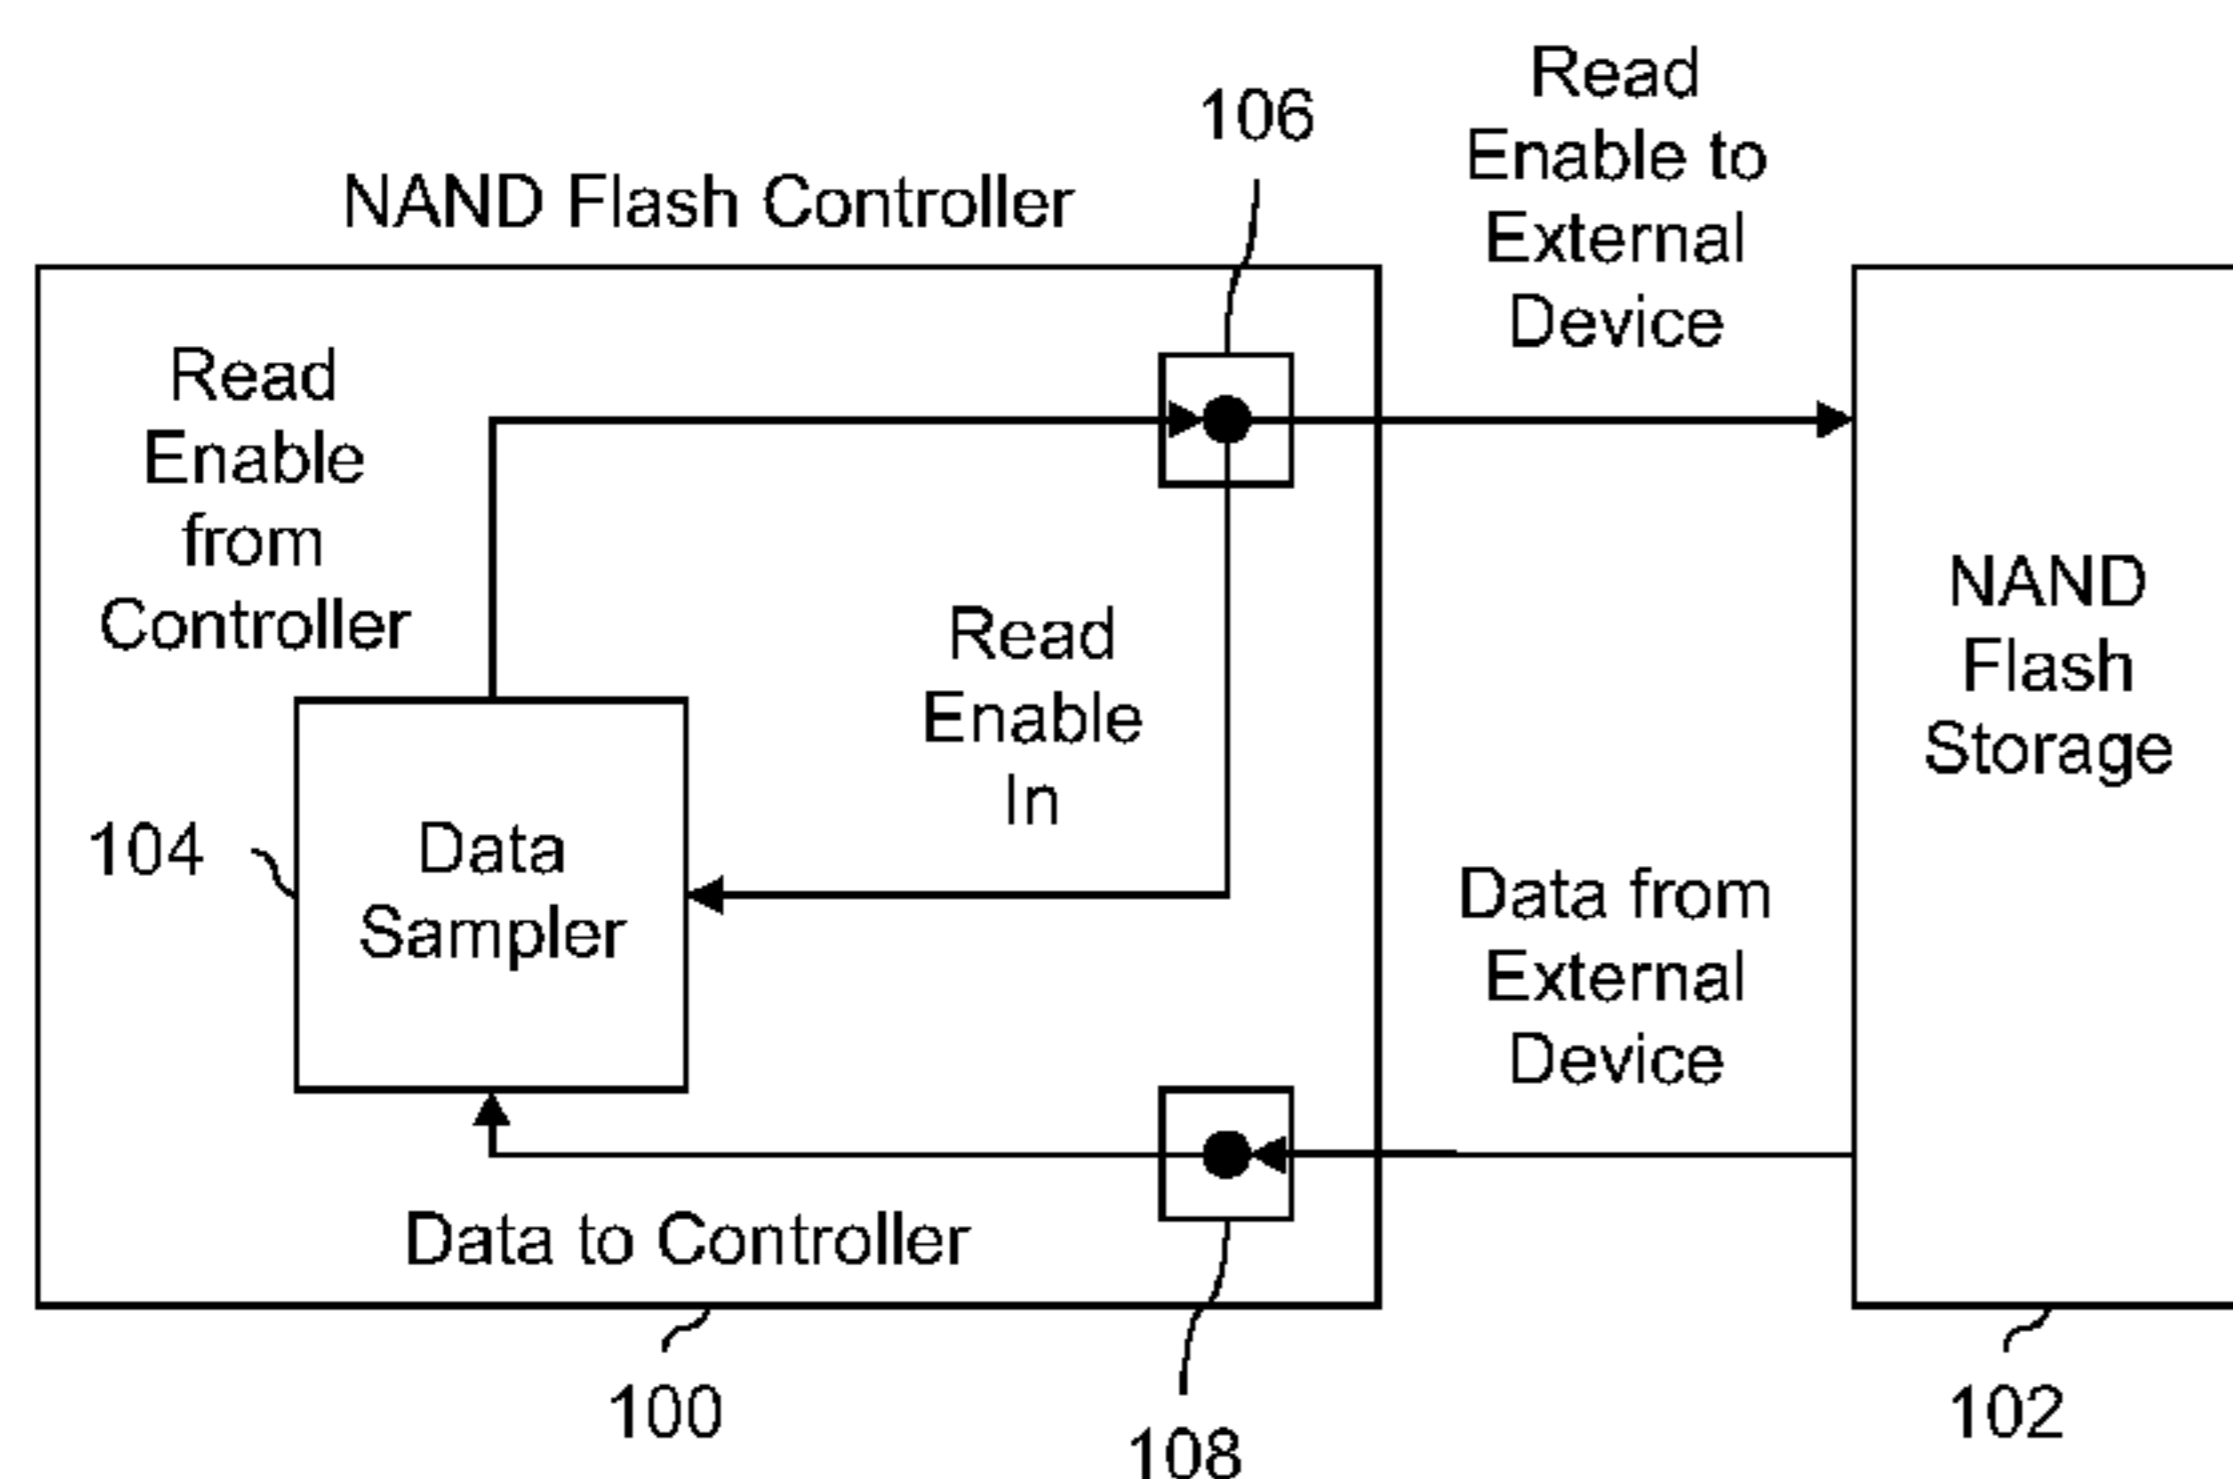 106
Read
Enable to
External
Device
NAND Flash Controller
Read
Enable
from
Controller
Read
Enable
In
NAND
Flash
Storage
104
Data
Sampler
Data from
External
Device
Data to Controller
100
108
102